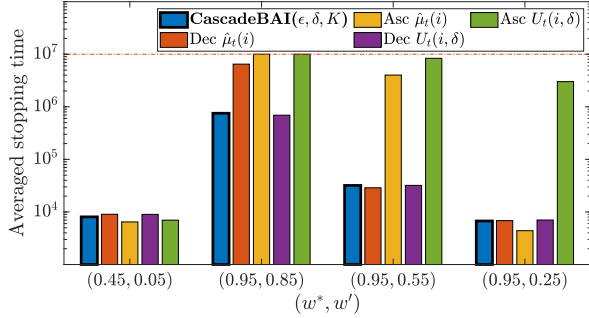 CascadeBAI(ϵ, δ, K) Asc μ̂ₜ(i) Asc Uₜ(i, δ)
Dec μ̂ₜ(i) Dec Uₜ(i, δ)
Averaged stopping time
10⁷
10⁶
10⁵
10⁴
(0.45, 0.05) (0.95, 0.85) (0.95, 0.55) (0.95, 0.25)
(w*, w′)